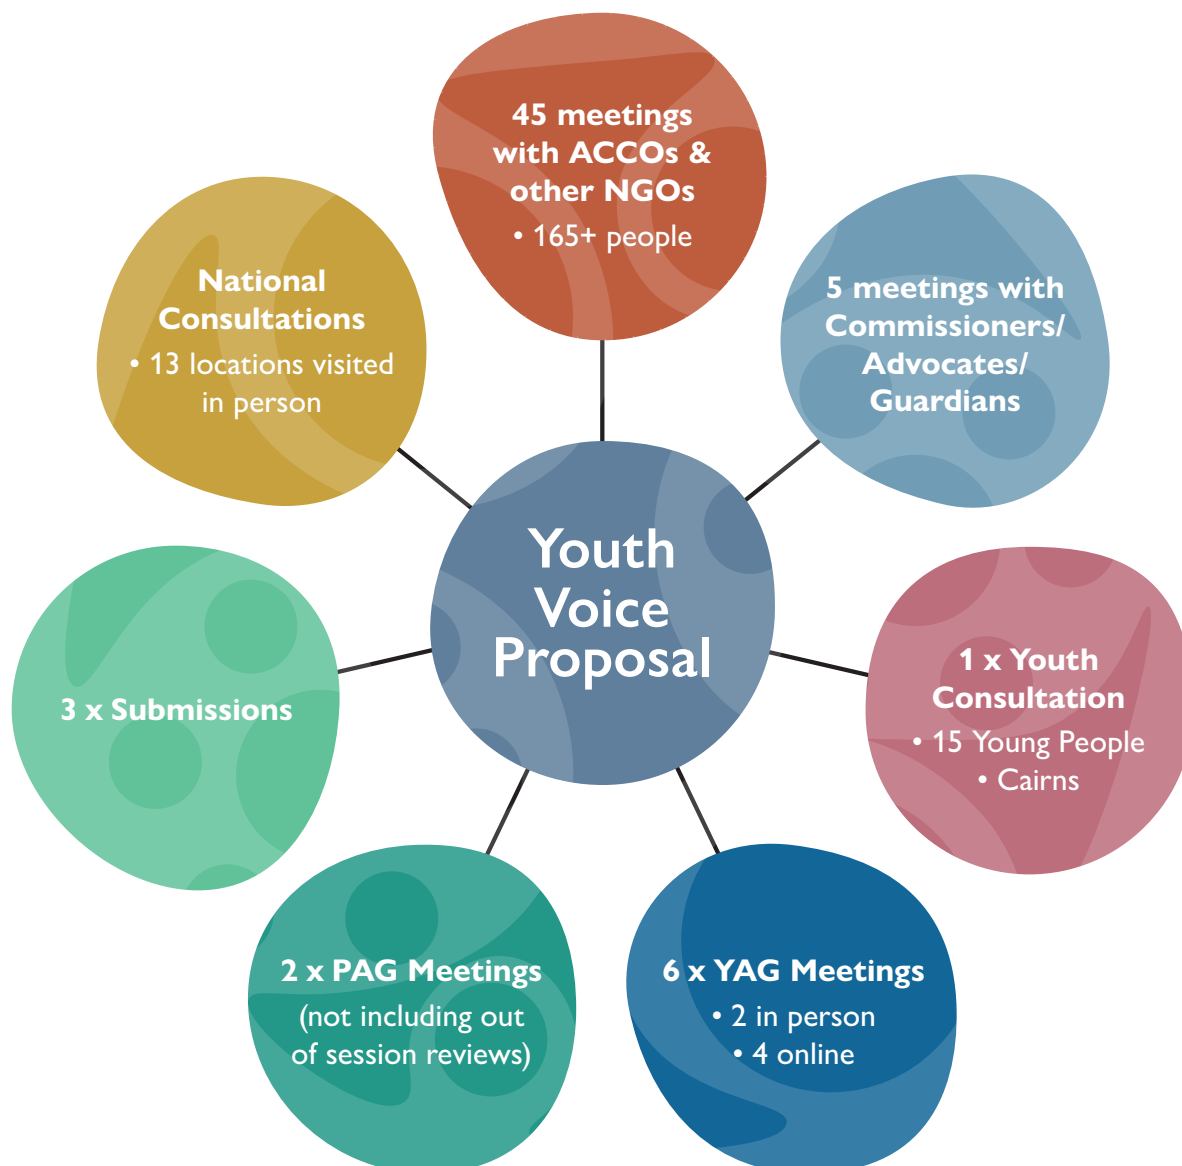 45 meetings
with ACCOs &
other NGOs
• 165+ people
5 meetings with
Commissioners/
Advocates/
Guardians
1 x Youth
Consultation
• 15 Young People
• Cairns
6 x YAG Meetings
• 2 in person
• 4 online
2 x PAG Meetings
(not including out
of session reviews)
3 x Submissions
National
Consultations
• 13 locations visited
in person
Youth
Voice
Proposal